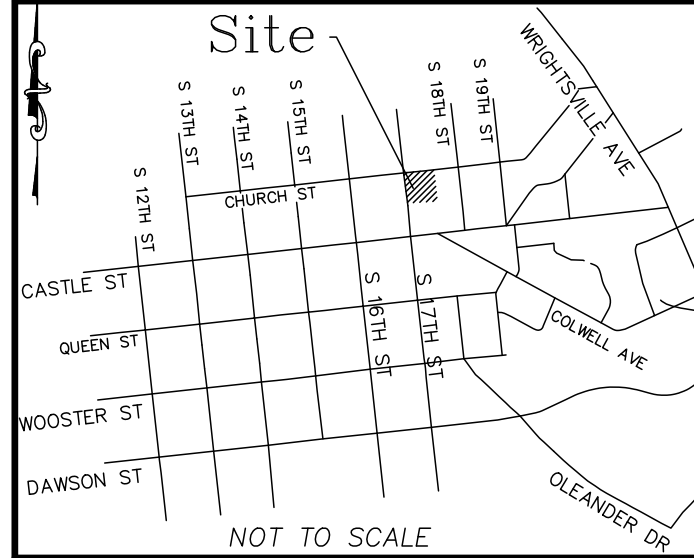 Site
WRIGHTSVILLE AVE
S 13TH ST
S 14TH ST
S 15TH ST
S 18TH ST
S 19TH ST
S 12TH ST
CHURCH ST
CASTLE ST
S 16TH ST
S 17TH ST
QUEEN ST
COLWELL AVE
WOOSTER ST
DAWSON ST
OLEANDER DR
NOT TO SCALE